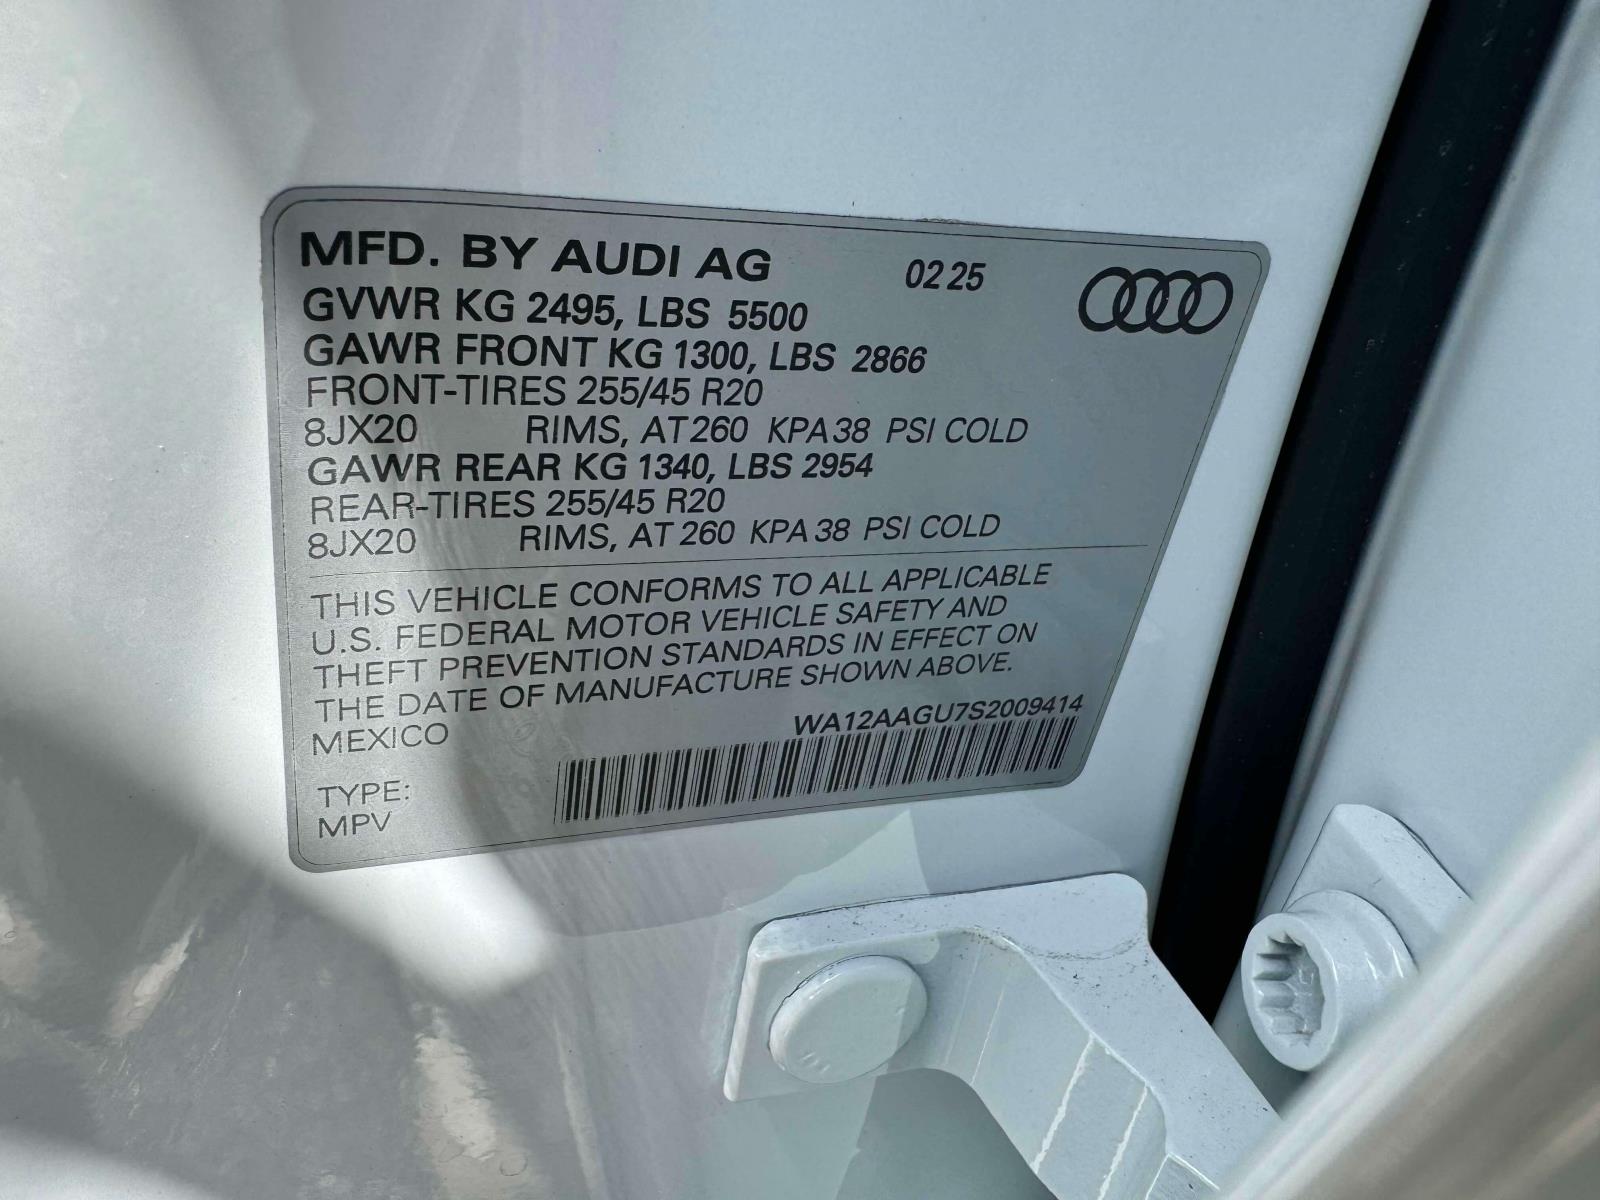 MFD. BY AUDI AG 02 25
GVWR KG 2495, LBS 5500
GAWR FRONT KG 1300, LBS 2866
FRONT-TIRES 255/45 R20
8JX20 RIMS, AT 260 KPA 38 PSI COLD
GAWR REAR KG 1340, LBS 2954
REAR-TIRES 255/45 R20
8JX20 RIMS, AT 260 KPA 38 PSI COLD
THIS VEHICLE CONFORMS TO ALL APPLICABLE
U.S. FEDERAL MOTOR VEHICLE SAFETY AND
THEFT PREVENTION STANDARDS IN EFFECT ON
THE DATE OF MANUFACTURE SHOWN ABOVE.
MEXICO
WA12AAGU7S2009414
TYPE:
MPV